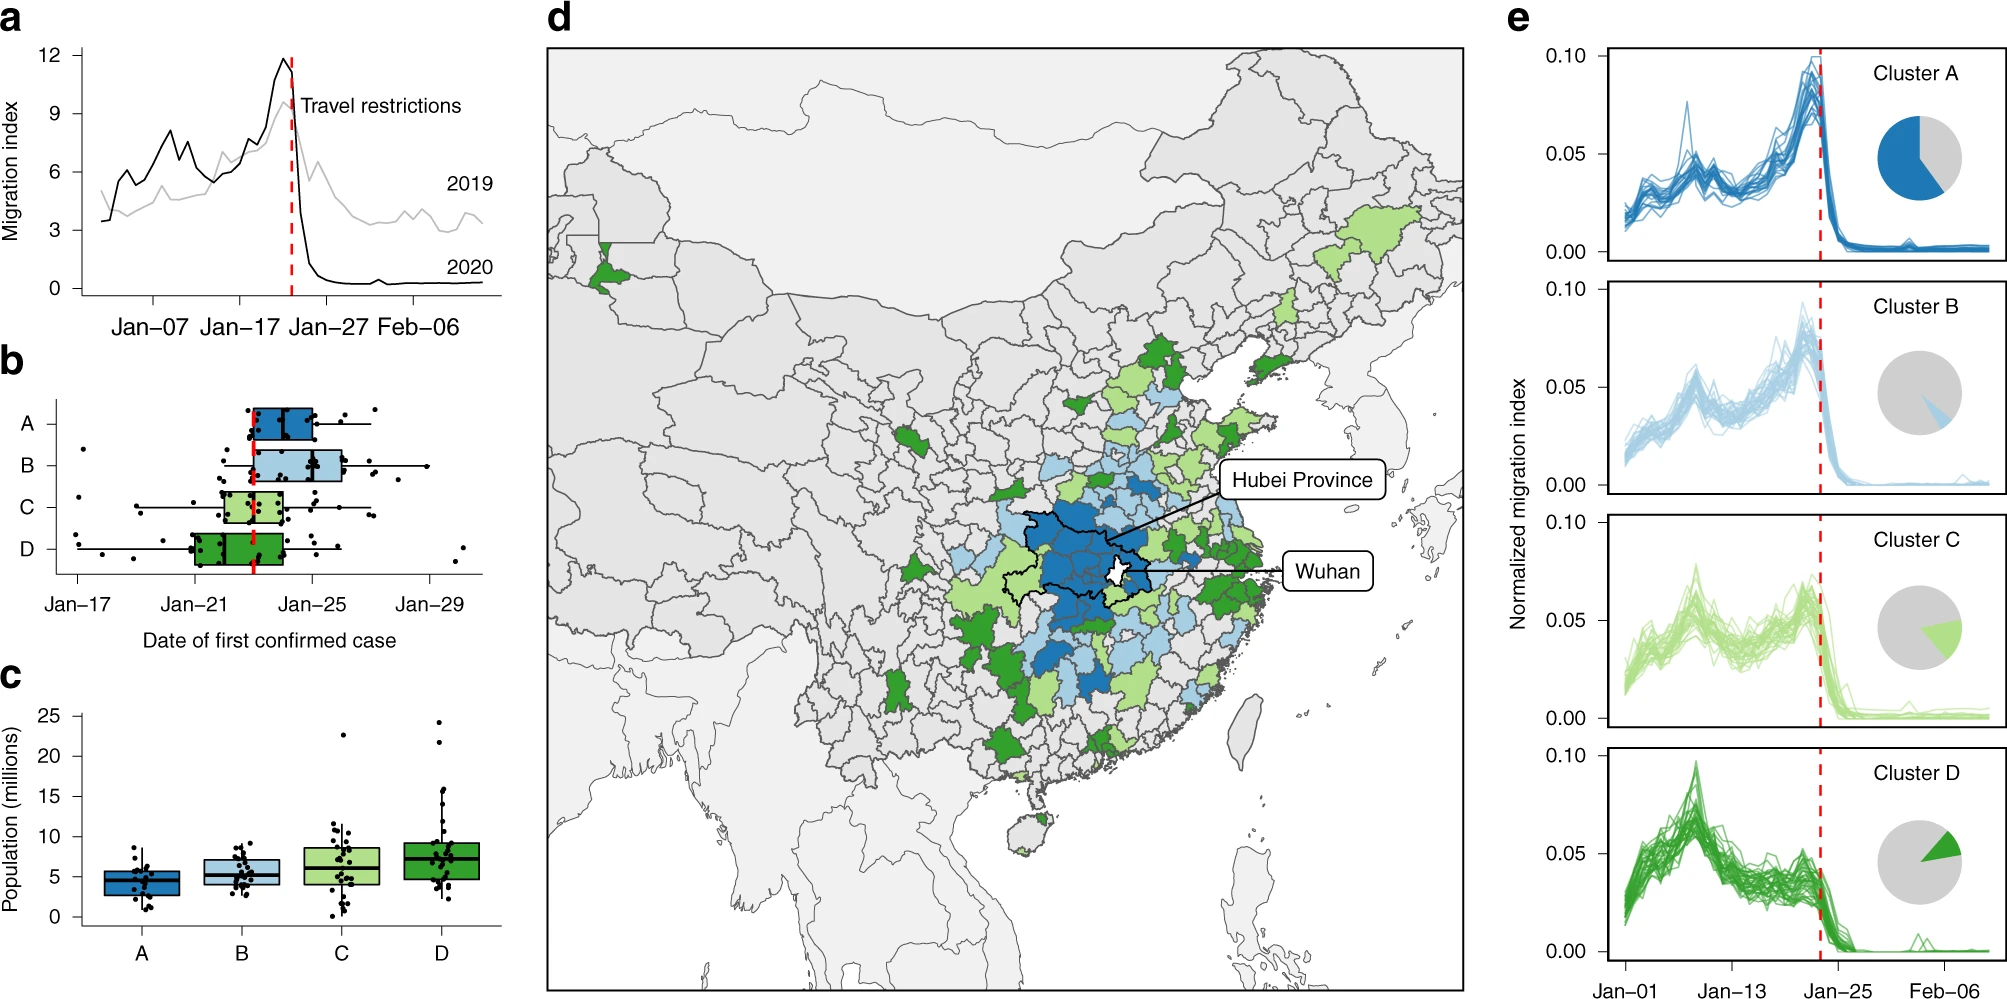 a
12
9
6
3
0
Migration index
Travel restrictions
2019
2020
Jan–07 Jan–17 Jan–27 Feb–06
b
A
B
C
D
Jan–17 Jan–21 Jan–25 Jan–29
Date of first confirmed case
c
25
20
15
10
5
0
Population (millions)
A B C D
d
Hubei Province
Wuhan
e
Normalized migration index
0.10
0.05
0.00
Cluster A
0.10
0.05
0.00
Cluster B
0.10
0.05
0.00
Cluster C
0.10
0.05
0.00
Cluster D
Jan–01 Jan–13 Jan–25 Feb–06